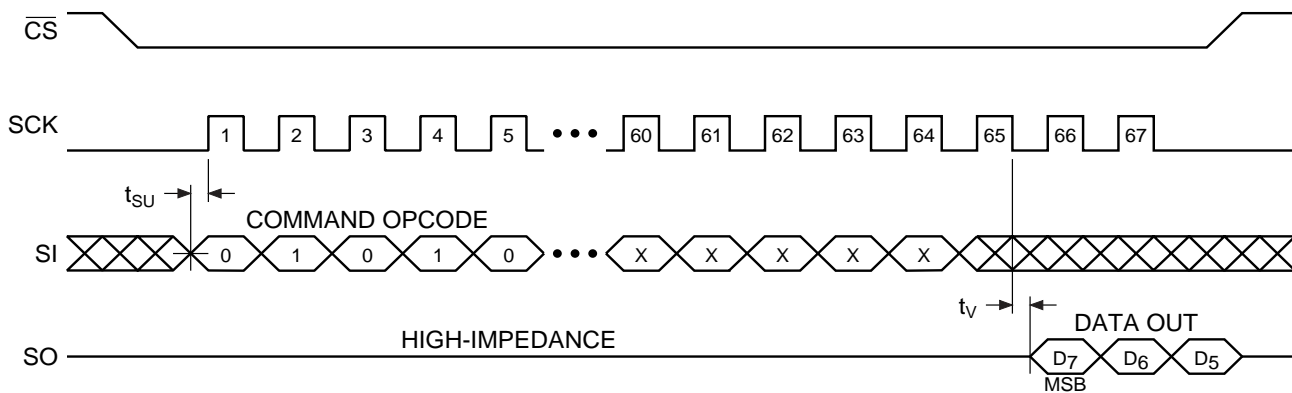 CS
SCK 1 2 3 4 5 ••• 60 61 62 63 64 65 66 67
tSU
COMMAND OPCODE
SI 0 1 0 1 0 ••• X X X X X
tV
HIGH-IMPEDANCE DATA OUT
SO D7 D6 D5
MSB